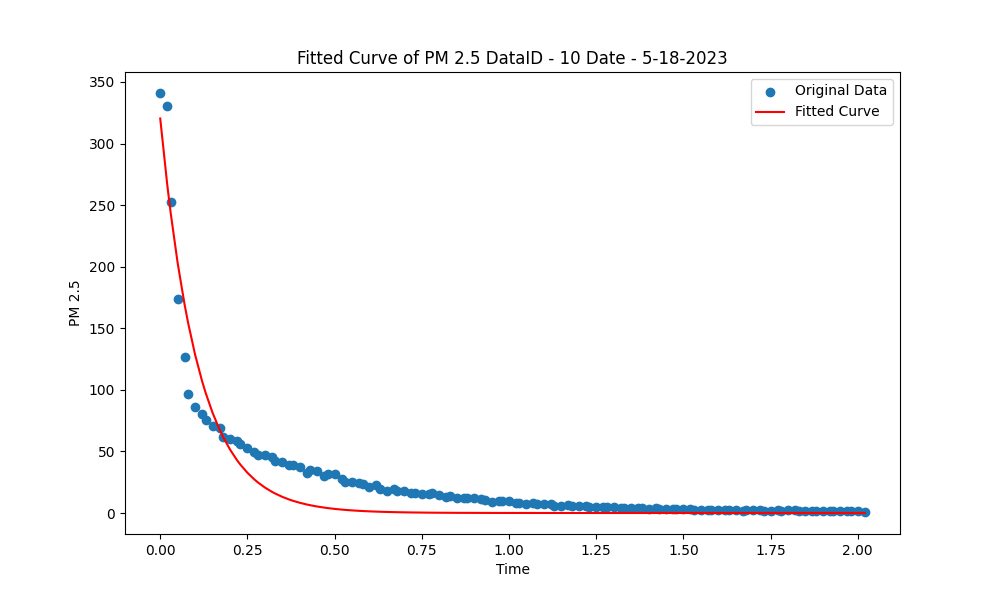 Fitted Curve of PM 2.5 DataID - 10 Date - 5-18-2023
Original Data
Fitted Curve
350
300
250
200
150
100
50
0
PM 2.5
0.00 0.25 0.50 0.75 1.00 1.25 1.50 1.75 2.00
Time